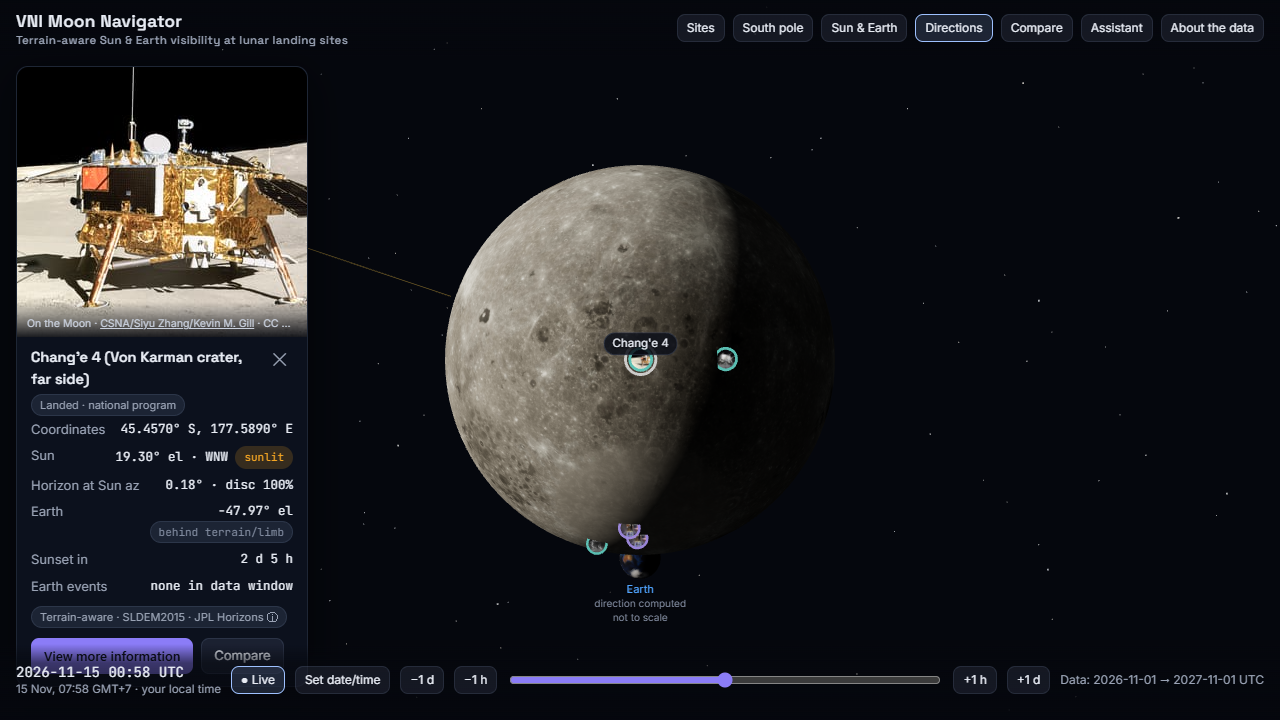 VNI Moon Navigator
Terrain-aware Sun & Earth visibility at lunar landing sites
Sites
South pole
Sun & Earth
Directions
Compare
Assistant
About the data
On the Moon · CSNA/Siyu Zhang/Kevin M. Gill · CC ...
Chang'e 4 (Von Karman crater,
far side)
Landed · national program
Coordinates 45.4570° S, 177.5890° E
Sun 19.30° el · WNW sunlit
Horizon at Sun az 0.18° · disc 100%
Earth -47.97° el
behind terrain/limb
Sunset in 2 d 5 h
Earth events none in data window
Terrain-aware · SLDEM2015 · JPL Horizons ⓘ
View more information
Compare
Chang'e 4
Earth
direction computed
not to scale
2026-11-15 00:58 UTC
15 Nov, 07:58 GMT+7 · your local time
● Live
Set date/time
−1 d
−1 h
+1 h
+1 d
Data: 2026-11-01 → 2027-11-01 UTC